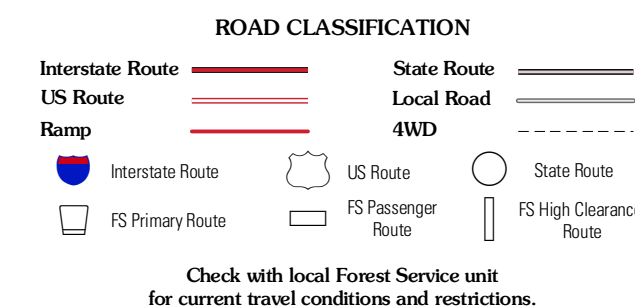 ROAD CLASSIFICATION
Interstate Route
State Route
US Route
Local Road
Ramp
4WD
Interstate Route
US Route
State Route
FS Primary Route
FS Passenger
Route
FS High Clearance
Route
Check with local Forest Service unit
for current travel conditions and restrictions.